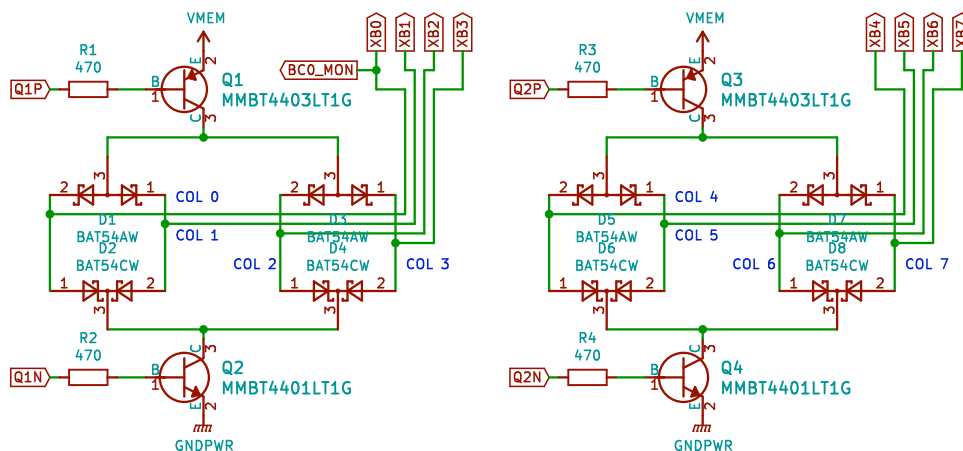 VMEM
R1
470
Q1P
B
1
E
2
C
3
Q1
MMBT4403LT1G
BC0_MON
XB0
XB1
XB2
XB3
3
2
1
COL 0
D1
BAT54AW
COL 1
D2
BAT54CW
1
2
3
3
2
1
D3
BAT54AW
D4
BAT54CW
COL 2
COL 3
1
2
3
R2
470
Q1N
B
1
C
3
E
2
Q2
MMBT4401LT1G
GNDPWR
VMEM
R3
470
Q2P
B
1
E
2
C
3
Q3
MMBT4403LT1G
XB4
XB5
XB6
XB7
3
2
1
COL 4
D5
BAT54AW
COL 5
D6
BAT54CW
1
2
3
3
2
1
D7
BAT54AW
D8
BAT54CW
COL 6
COL 7
1
2
3
R4
470
Q2N
B
1
C
3
E
2
Q4
MMBT4401LT1G
GNDPWR